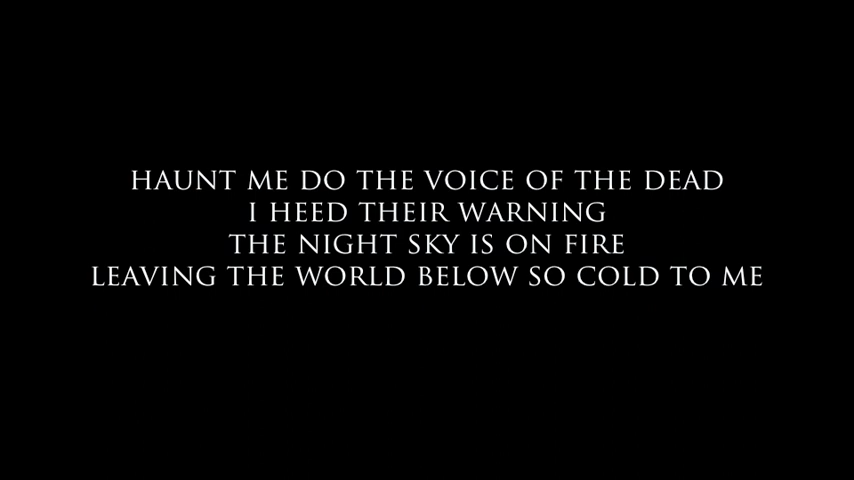 HAUNT ME DO THE VOICE OF THE DEAD
I HEED THEIR WARNING
THE NIGHT SKY IS ON FIRE
LEAVING THE WORLD BELOW SO COLD TO ME